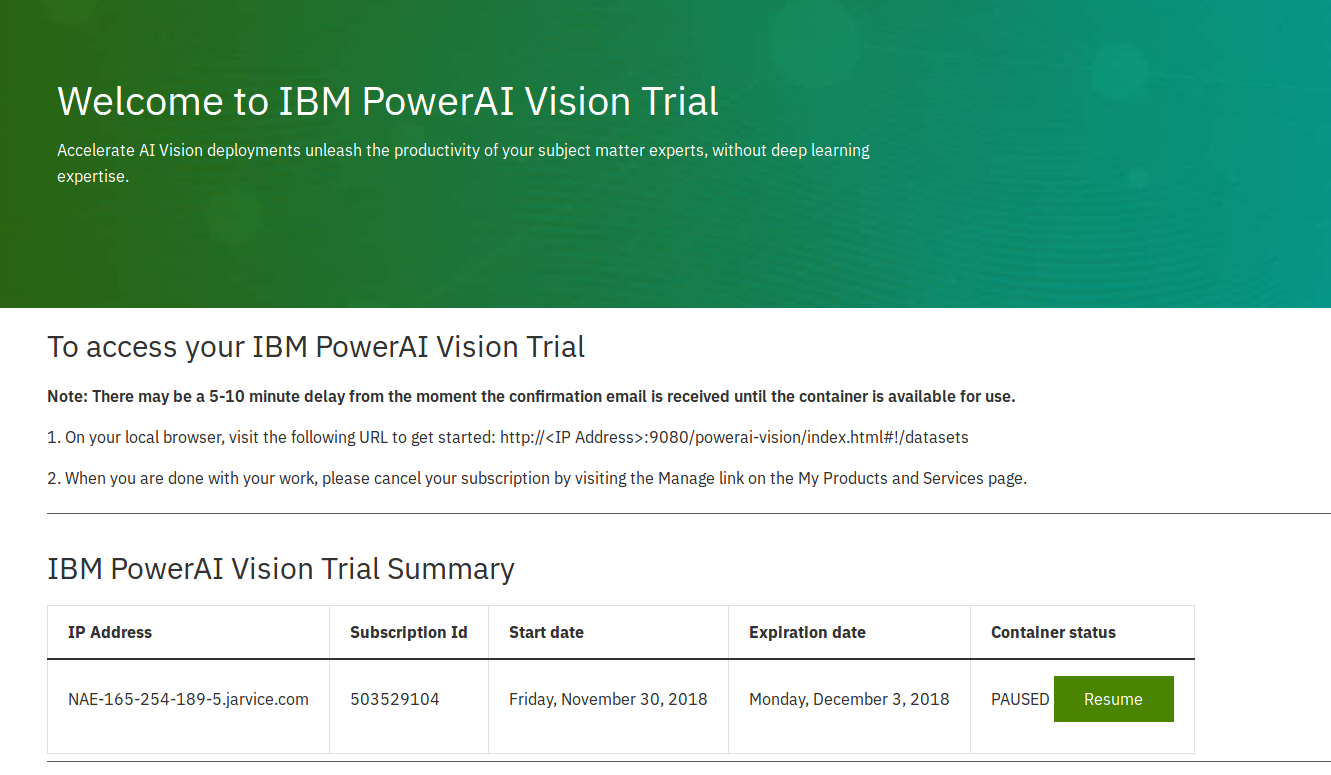 Welcome to IBM PowerAI Vision Trial
Accelerate AI Vision deployments unleash the productivity of your subject matter experts, without deep learning
expertise.
To access your IBM PowerAI Vision Trial
Note: There may be a 5-10 minute delay from the moment the confirmation email is received until the container is available for use.
1. On your local browser, visit the following URL to get started: http://<IP Address>:9080/powerai-vision/index.html#!/datasets
2. When you are done with your work, please cancel your subscription by visiting the Manage link on the My Products and Services page.
IBM PowerAI Vision Trial Summary
IP Address Subscription Id Start date Expiration date Container status
NAE-165-254-189-5.jarvice.com 503529104 Friday, November 30, 2018 Monday, December 3, 2018 PAUSED Resume